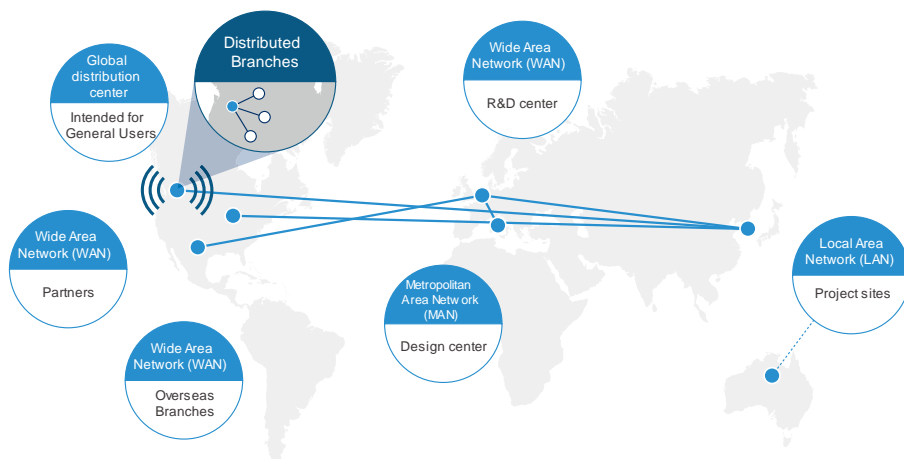 Global
distribution
center
Intended for
General Users
Distributed
Branches
Wide Area
Network (WAN)
R&D center
Wide Area
Network (WAN)
Partners
Wide Area
Network (WAN)
Overseas
Branches
Metropolitan
Area Network
(MAN)
Design center
Local Area
Network (LAN)
Project sites